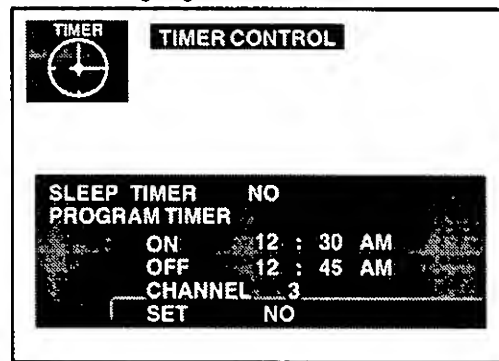 TIMER
TIMER CONTROL
SLEEP TIMER NO
PROGRAM TIMER
ON 12 : 30 AM
OFF 12 : 45 AM
CHANNEL 3
SET NO